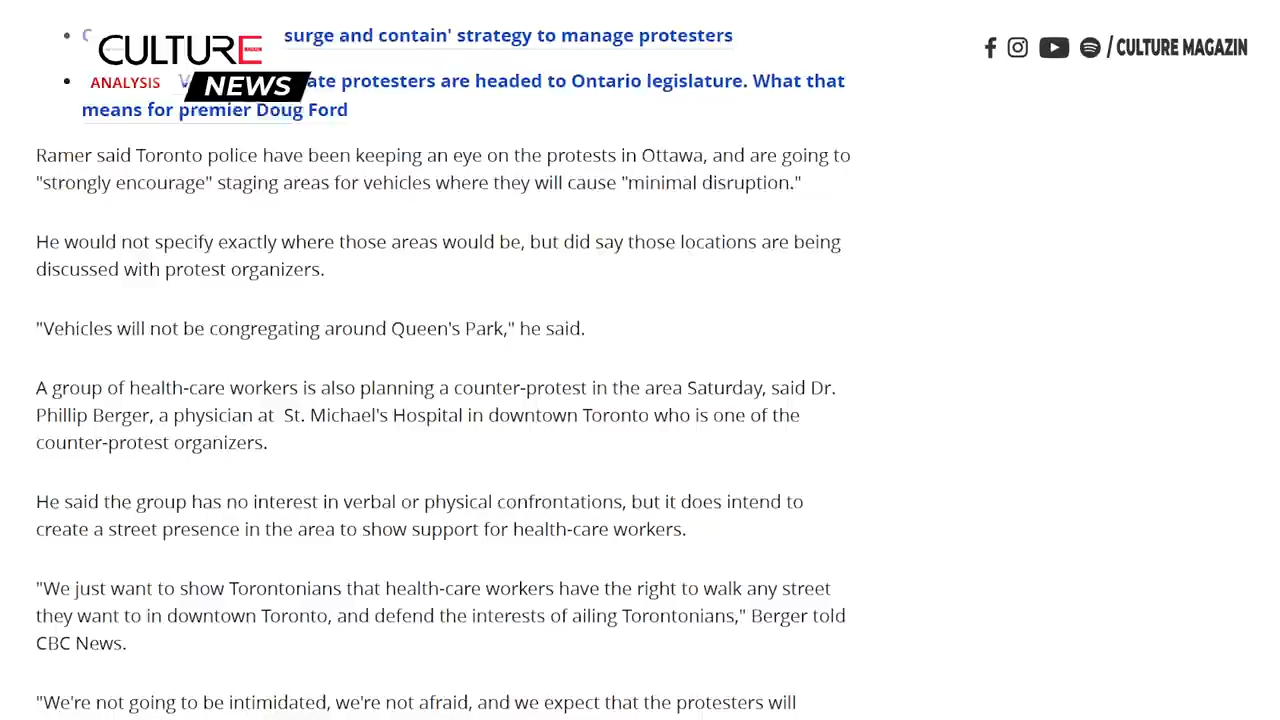 surge and contain' strategy to manage protesters
CULTURE
NEWS
/ CULTURE MAGAZIN
ANALYSIS
ate protesters are headed to Ontario legislature. What that
means for premier Doug Ford
Ramer said Toronto police have been keeping an eye on the protests in Ottawa, and are going to
"strongly encourage" staging areas for vehicles where they will cause "minimal disruption."
He would not specify exactly where those areas would be, but did say those locations are being
discussed with protest organizers.
"Vehicles will not be congregating around Queen's Park," he said.
A group of health-care workers is also planning a counter-protest in the area Saturday, said Dr.
Phillip Berger, a physician at  St. Michael's Hospital in downtown Toronto who is one of the
counter-protest organizers.
He said the group has no interest in verbal or physical confrontations, but it does intend to
create a street presence in the area to show support for health-care workers.
"We just want to show Torontonians that health-care workers have the right to walk any street
they want to in downtown Toronto, and defend the interests of ailing Torontonians," Berger told
CBC News.
"We're not going to be intimidated, we're not afraid, and we expect that the protesters will